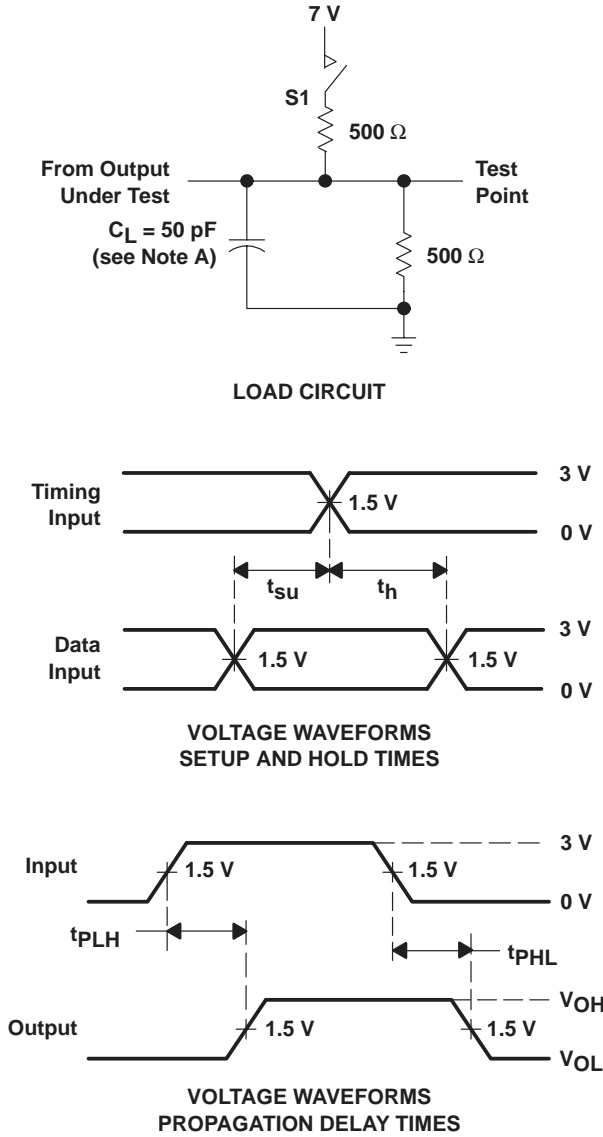 7 V
S1
500 Ω
From Output
Under Test
Test
Point
C_L = 50 pF
(see Note A)
500 Ω
LOAD CIRCUIT
Timing
Input
3 V
1.5 V
0 V
t_su
t_h
Data
Input
3 V
1.5 V
1.5 V
0 V
VOLTAGE WAVEFORMS
SETUP AND HOLD TIMES
Input
3 V
1.5 V
1.5 V
0 V
t_PLH
t_PHL
Output
V_OH
1.5 V
1.5 V
V_OL
VOLTAGE WAVEFORMS
PROPAGATION DELAY TIMES